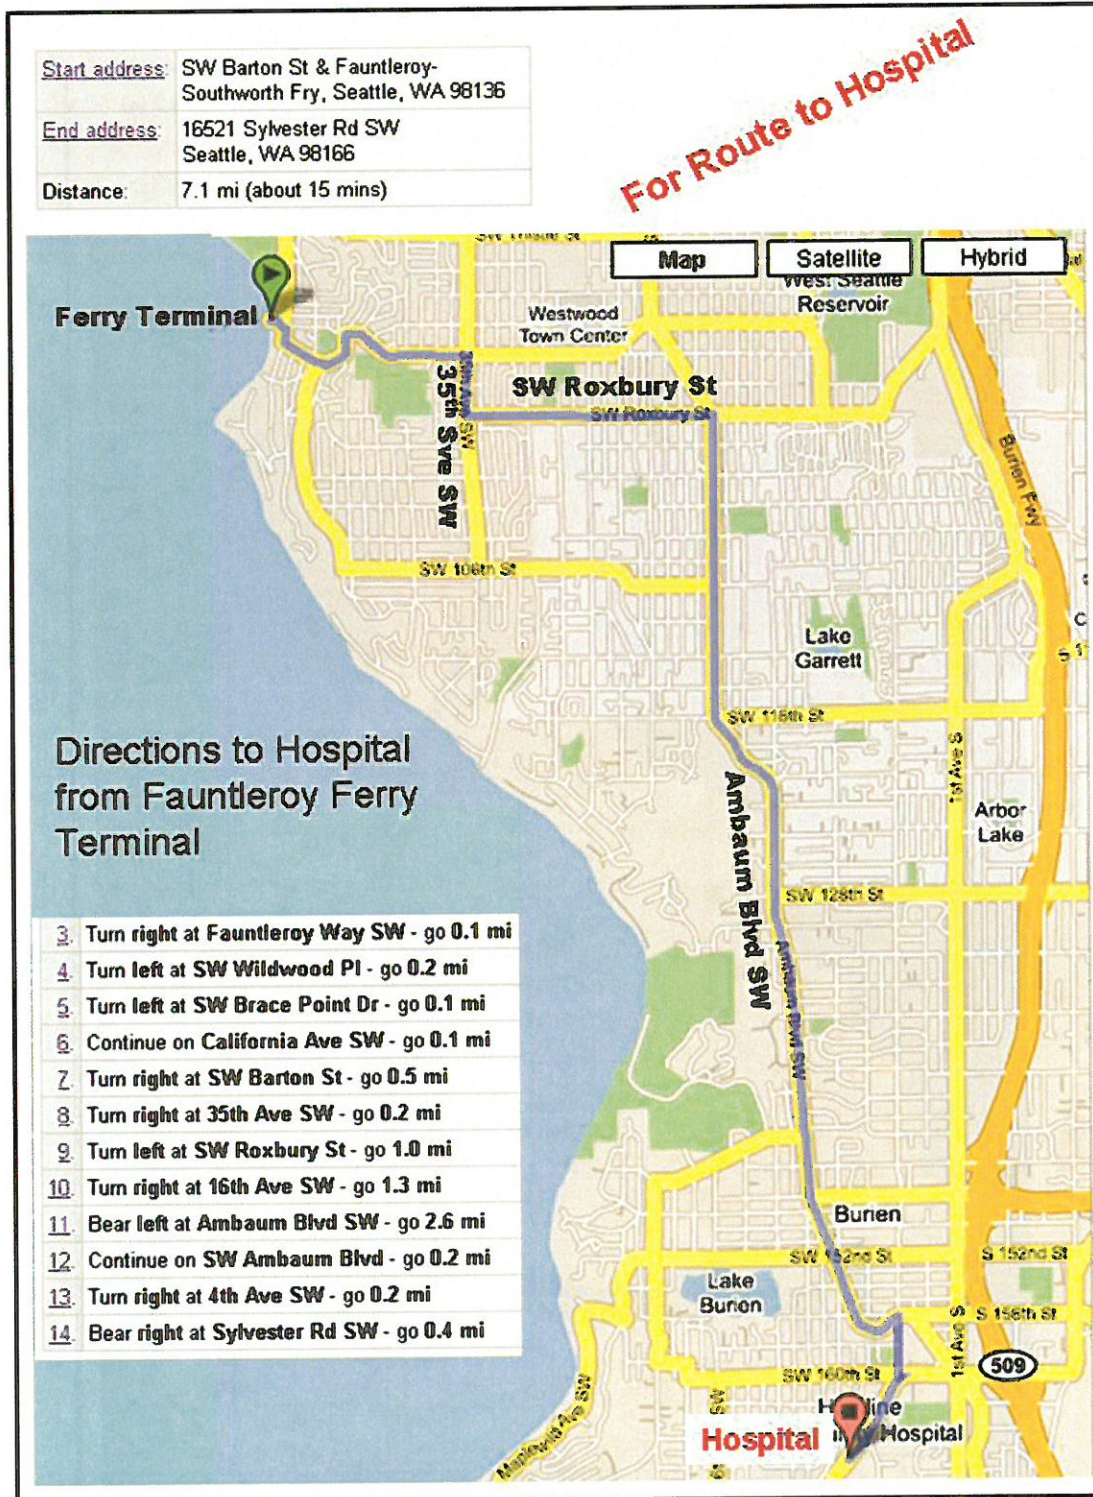 Start address: SW Barton St & Fauntleroy-
Southworth Fry, Seattle, WA 98136
End address: 16521 Sylvester Rd SW
Seattle, WA 98166
Distance: 7.1 mi (about 15 mins)
For Route to Hospital
Map
Satellite
Hybrid
West Seattle
Reservoir
Ferry Terminal
Westwood
Town Center
SW Roxbury St
SW Roxbury St
35th Sve SW
35th Ave SW
Burien Fwy
SW 106th St
Lake
Garrett
SW 116th St
Directions to Hospital
from Fauntleroy Ferry
Terminal
1st Ave S
Arbor
Lake
Ambaum Blvd SW
Ambaum Blvd SW
SW 128th St
3. Turn right at Fauntleroy Way SW - go 0.1 mi
4. Turn left at SW Wildwood Pl - go 0.2 mi
5. Turn left at SW Brace Point Dr - go 0.1 mi
6. Continue on California Ave SW - go 0.1 mi
7. Turn right at SW Barton St - go 0.5 mi
8. Turn right at 35th Ave SW - go 0.2 mi
9. Turn left at SW Roxbury St - go 1.0 mi
10. Turn right at 16th Ave SW - go 1.3 mi
11. Bear left at Ambaum Blvd SW - go 2.6 mi
12. Continue on SW Ambaum Blvd - go 0.2 mi
13. Turn right at 4th Ave SW - go 0.2 mi
14. Bear right at Sylvester Rd SW - go 0.4 mi
Burien
SW 152nd St
S 152nd St
Lake
Burien
1st Ave S
S 156th St
SW 160th St
509
Maplewild Ave SW
SW
SW
Hospital
Hospital